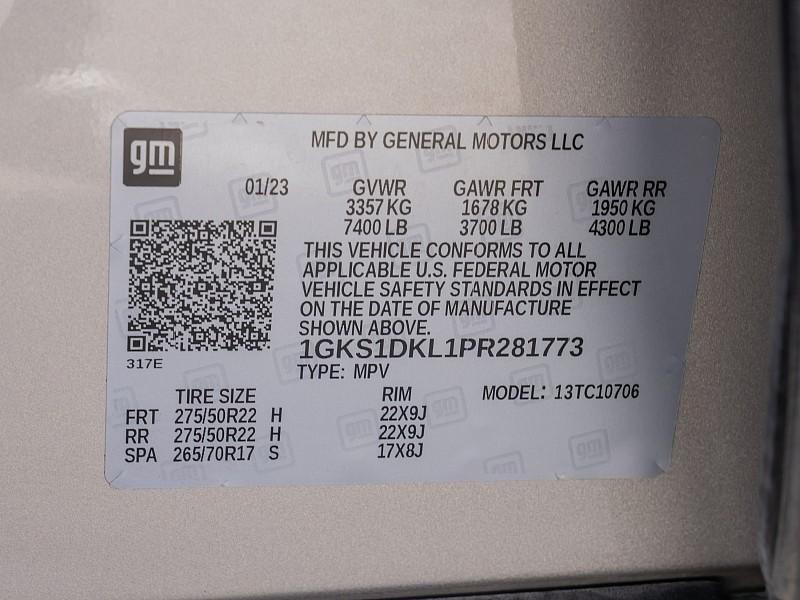 gm
MFD BY GENERAL MOTORS LLC
01/23 GVWR GAWR FRT GAWR RR
3357 KG 1678 KG 1950 KG
7400 LB 3700 LB 4300 LB
THIS VEHICLE CONFORMS TO ALL
APPLICABLE U.S. FEDERAL MOTOR
VEHICLE SAFETY STANDARDS IN EFFECT
ON THE DATE OF MANUFACTURE
SHOWN ABOVE.
1GKS1DKL1PR281773
317E
TYPE: MPV
TIRE SIZE RIM MODEL: 13TC10706
FRT 275/50R22 H 22X9J
RR 275/50R22 H 22X9J
SPA 265/70R17 S 17X8J